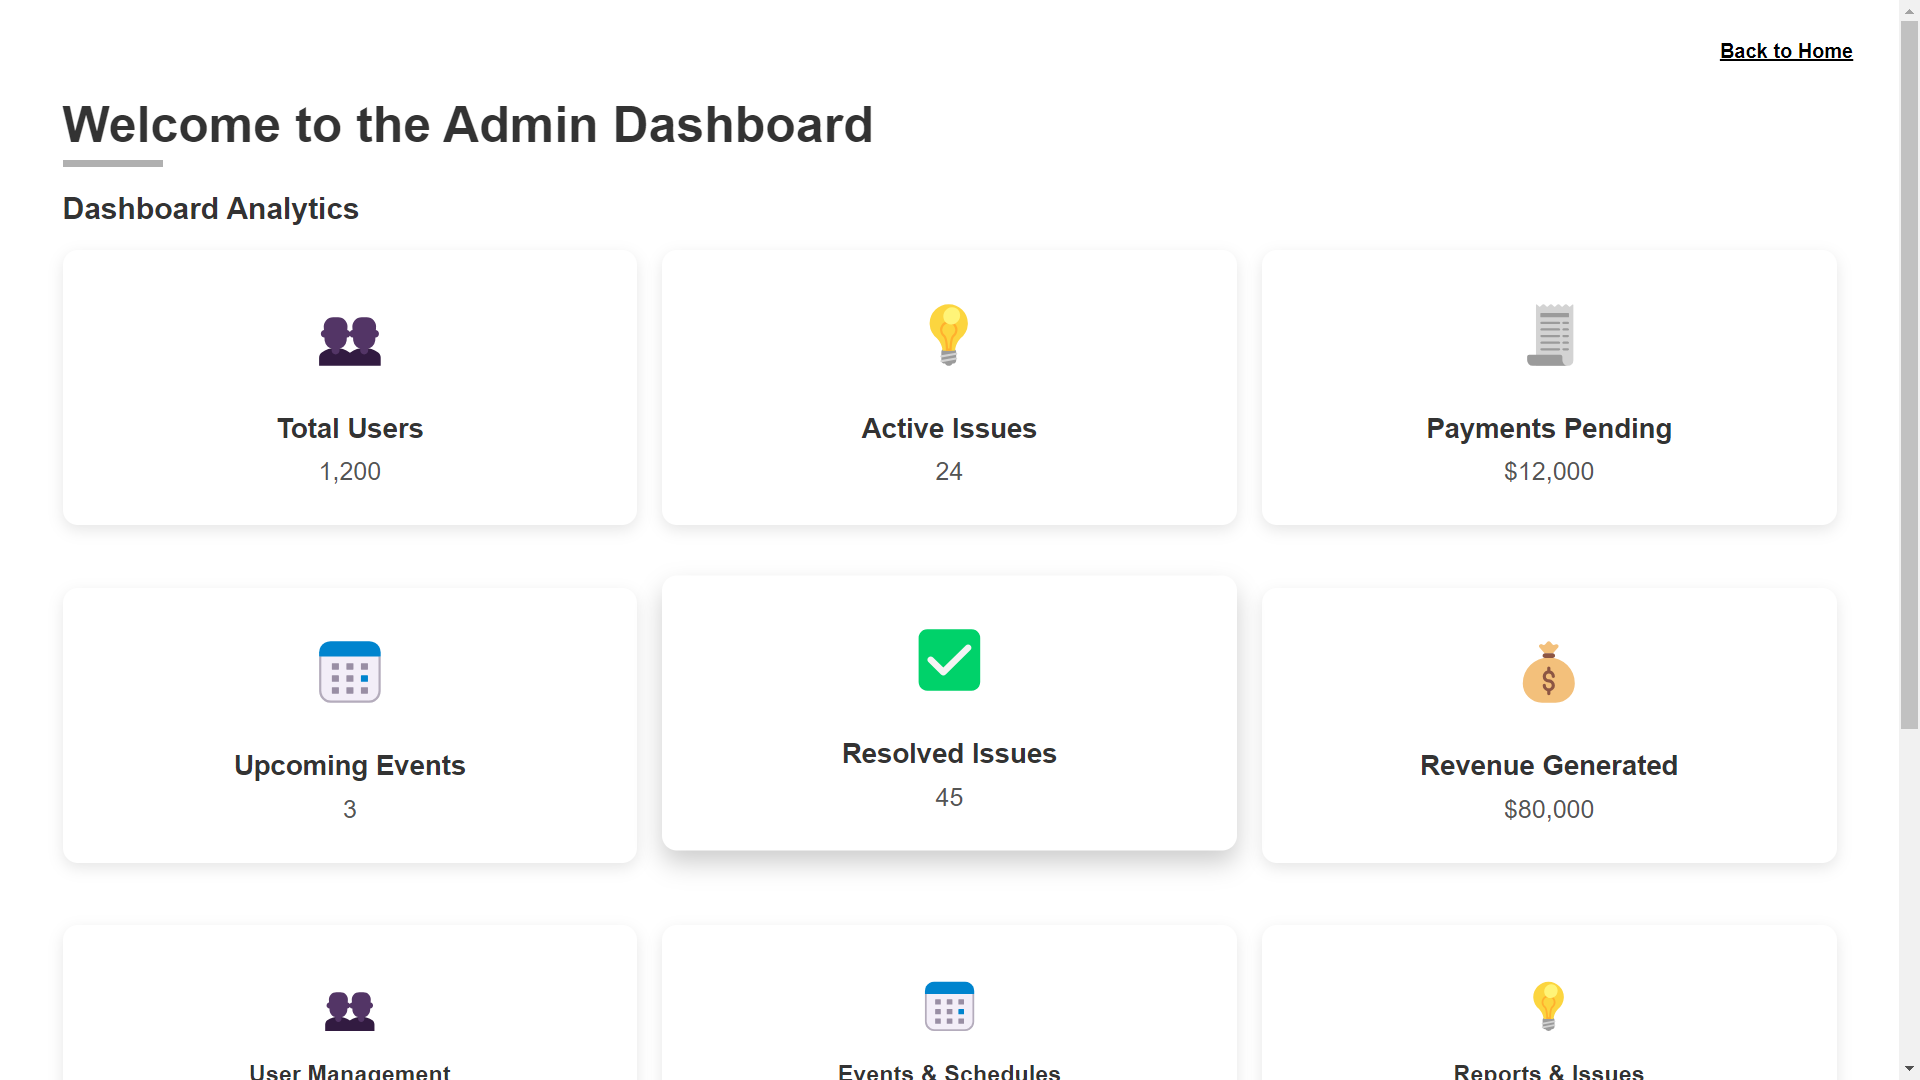 Back to Home
Welcome to the Admin Dashboard
Dashboard Analytics
Total Users
1,200
Active Issues
24
Payments Pending
$12,000
Upcoming Events
3
Resolved Issues
45
Revenue Generated
$80,000
User Management
Events & Schedules
Reports & Issues